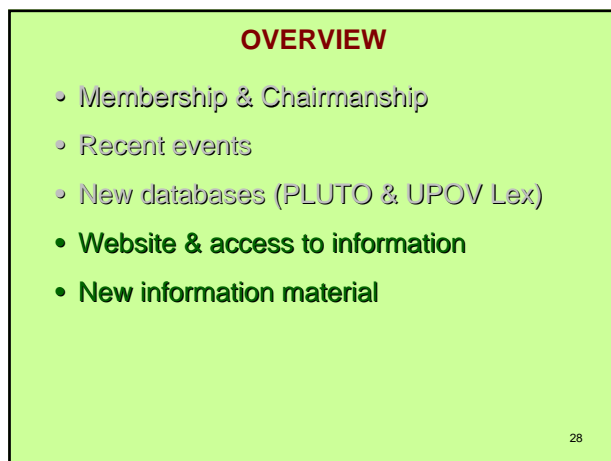 OVERVIEW
• Membership & Chairmanship
• Recent events
• New databases (PLUTO & UPOV Lex)
• Website & access to information
• New information material
28